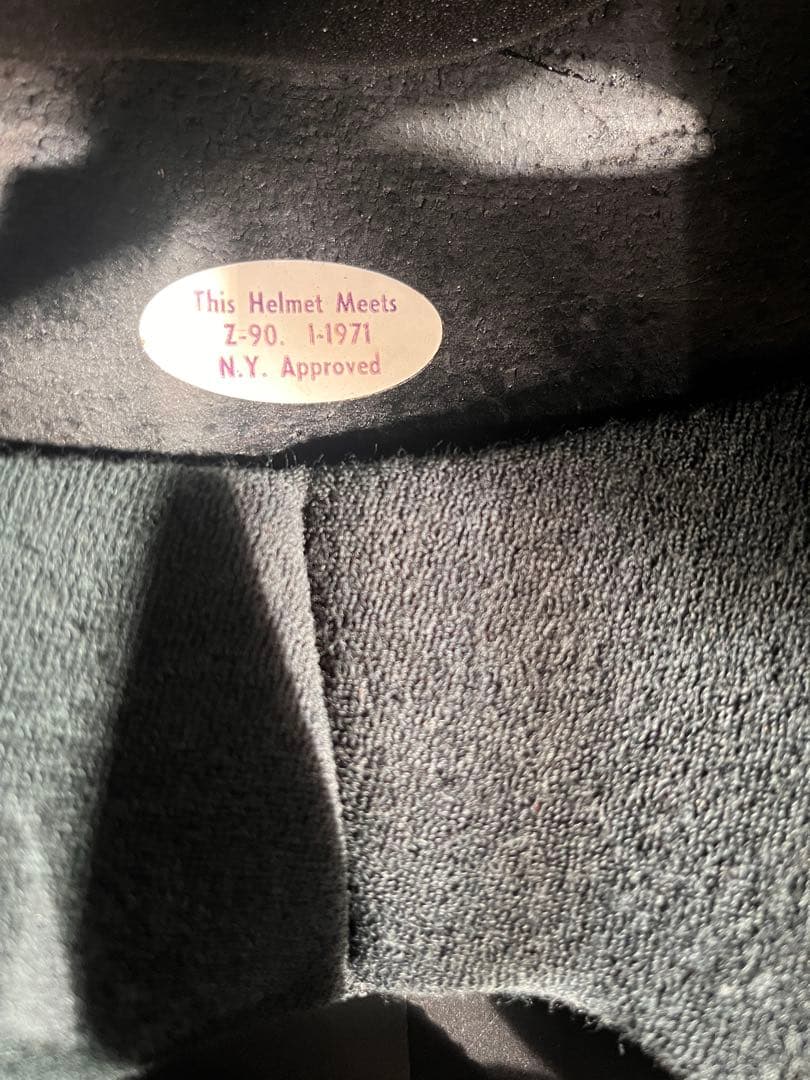 This Helmet Meets
Z-90. 1-1971
N.Y. Approved